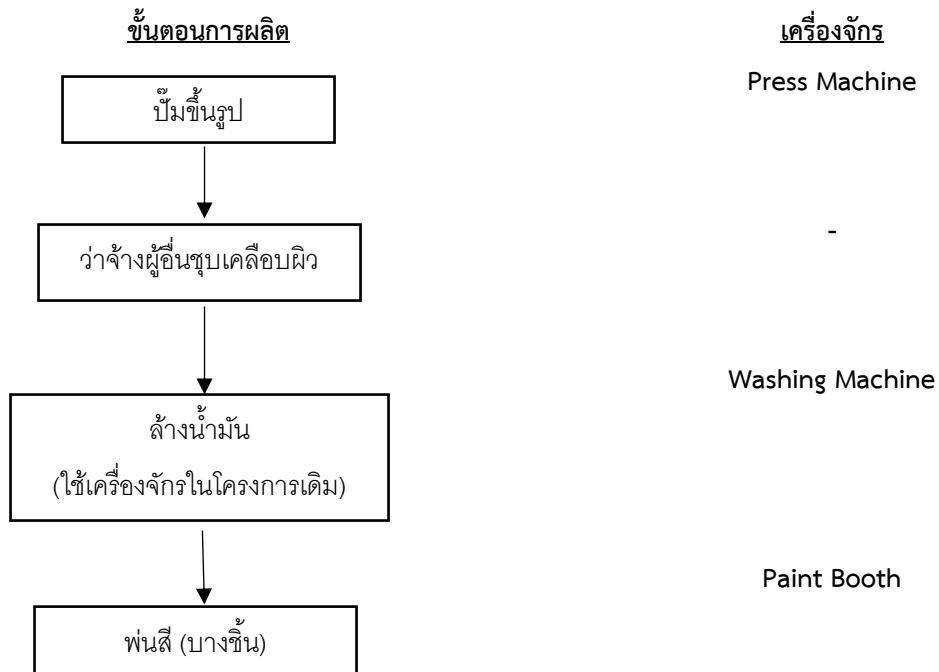 ขั้นตอนการผลิต เครื่องจักร
ปั๊มขึ้นรูป Press Machine
ว่าจ้างผู้อื่นชุบเคลือบผิว -
ล้างน้ำมัน Washing Machine
(ใช้เครื่องจักรในโครงการเดิม)
พ่นสี (บางชิ้น) Paint Booth